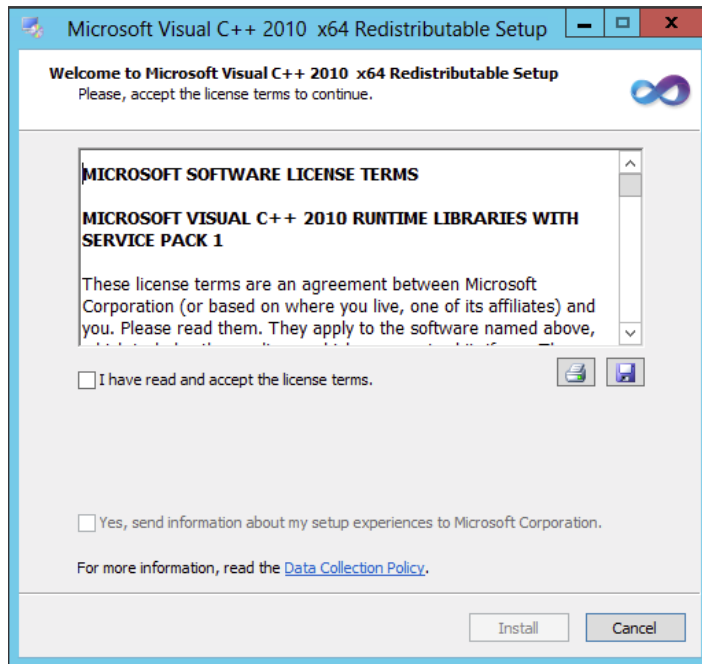 Microsoft Visual C++ 2010  x64 Redistributable Setup
Welcome to Microsoft Visual C++ 2010  x64 Redistributable Setup
Please, accept the license terms to continue.
MICROSOFT SOFTWARE LICENSE TERMS
MICROSOFT VISUAL C++ 2010 RUNTIME LIBRARIES WITH
SERVICE PACK 1
These license terms are an agreement between Microsoft
Corporation (or based on where you live, one of its affiliates) and
you. Please read them. They apply to the software named above,
I have read and accept the license terms.
Yes, send information about my setup experiences to Microsoft Corporation.
For more information, read the Data Collection Policy.
Install
Cancel